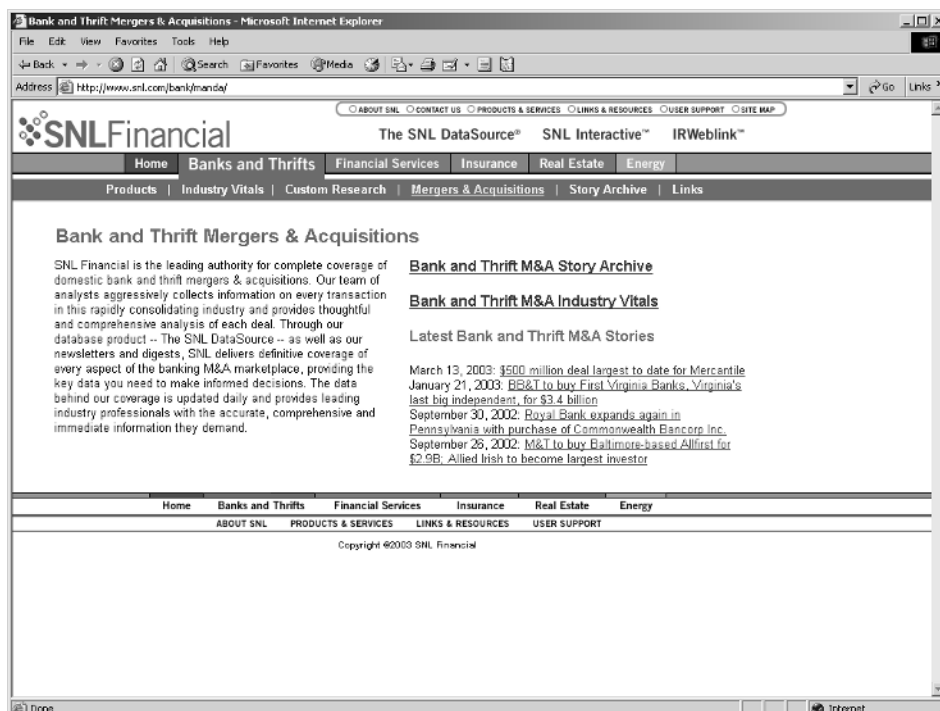 Bank and Thrift Mergers & Acquisitions - Microsoft Internet Explorer
File Edit View Favorites Tools Help
Back Search Favorites Media
Address http://www.snl.com/bank/manda/ Go Links
ABOUT SNL CONTACT US PRODUCTS & SERVICES LINKS & RESOURCES USER SUPPORT SITE MAP
SNLFinancial
The SNL DataSource® SNL Interactive™ IRWeblink™
Home Banks and Thrifts Financial Services Insurance Real Estate Energy
Products | Industry Vitals | Custom Research | Mergers & Acquisitions | Story Archive | Links
Bank and Thrift Mergers & Acquisitions
SNL Financial is the leading authority for complete coverage of
domestic bank and thrift mergers & acquisitions. Our team of
analysts aggressively collects information on every transaction
in this rapidly consolidating industry and provides thoughtful
and comprehensive analysis of each deal. Through our
database product -- The SNL DataSource -- as well as our
newsletters and digests, SNL delivers definitive coverage of
every aspect of the banking M&A marketplace, providing the
key data you need to make informed decisions. The data
behind our coverage is updated daily and provides leading
industry professionals with the accurate, comprehensive and
immediate information they demand.
Bank and Thrift M&A Story Archive
Bank and Thrift M&A Industry Vitals
Latest Bank and Thrift M&A Stories
March 13, 2003: $500 million deal largest to date for Mercantile
January 21, 2003: BB&T to buy First Virginia Banks, Virginia's
last big independent, for $3.4 billion
September 30, 2002: Royal Bank expands again in
Pennsylvania with purchase of Commonwealth Bancorp Inc.
September 26, 2002: M&T to buy Baltimore-based Allfirst for
$2.9B; Allied Irish to become largest investor
Home Banks and Thrifts Financial Services Insurance Real Estate Energy
ABOUT SNL PRODUCTS & SERVICES LINKS & RESOURCES USER SUPPORT
Copyright ©2003 SNL Financial
Done Internet